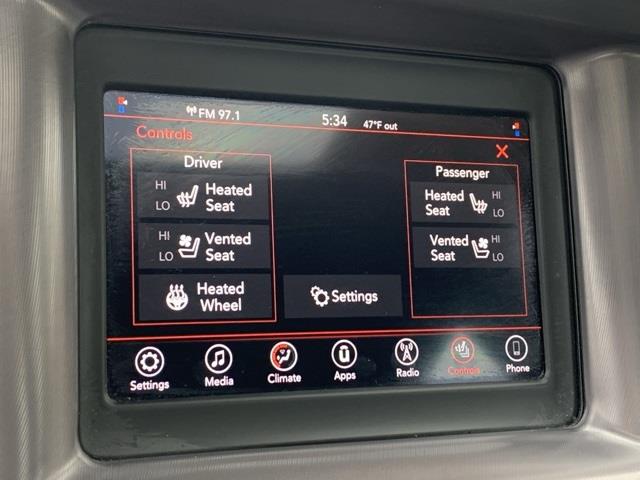 FM 97.1
5:34
47°F out
Controls
Driver
HI
LO
Heated
Seat
HI
LO
Vented
Seat
Heated
Wheel
Settings
Passenger
Heated
Seat
HI
LO
Vented
Seat
HI
LO
Settings
Media
Climate
Apps
Radio
Controls
Phone